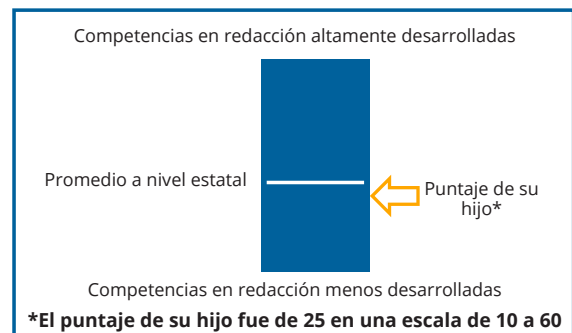 Competencias en redacción altamente desarrolladas
Promedio a nivel estatal
Puntaje de su
hijo*
Competencias en redacción menos desarrolladas
*El puntaje de su hijo fue de 25 en una escala de 10 a 60